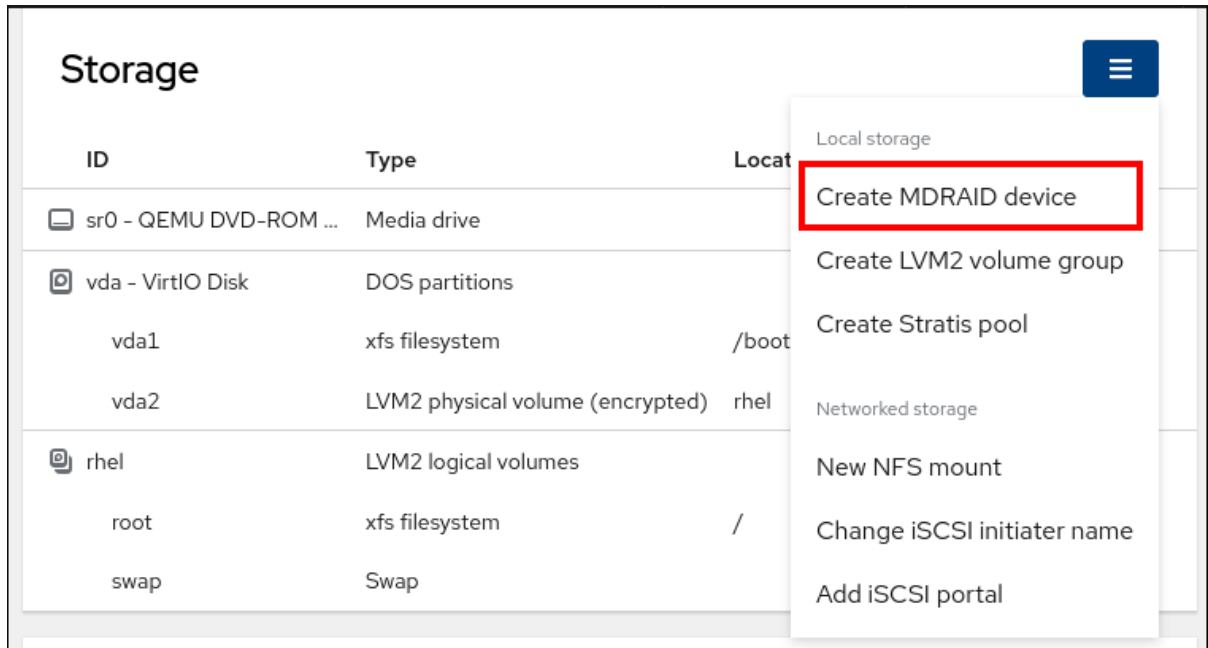 Storage
ID Type Locat
sr0 - QEMU DVD-ROM ... Media drive
vda - VirtIO Disk DOS partitions
vda1 xfs filesystem /boot
vda2 LVM2 physical volume (encrypted) rhel
rhel LVM2 logical volumes
root xfs filesystem /
swap Swap
Local storage
Create MDRAID device
Create LVM2 volume group
Create Stratis pool
Networked storage
New NFS mount
Change iSCSI initiater name
Add iSCSI portal